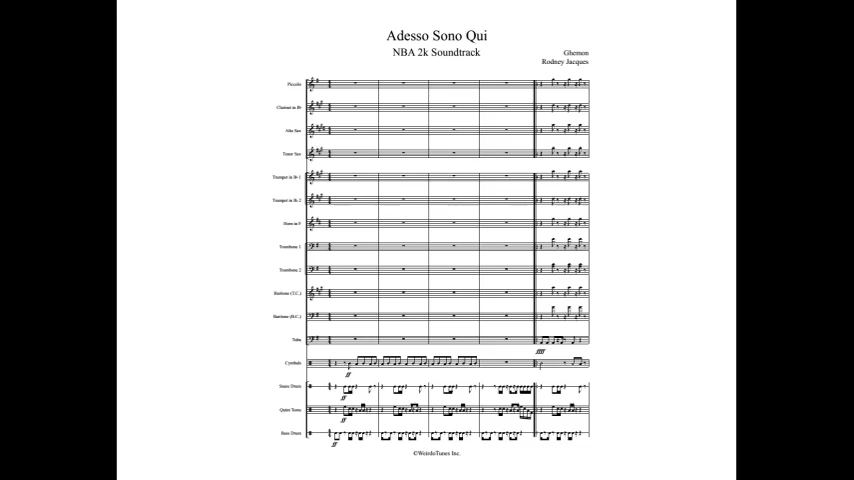 Adesso Sono Qui
NBA 2k Soundtrack
Ghemon
Rodney Jacques
Piccolo
Clarinet in B♭
Alto Sax
Tenor Sax
Trumpet in B♭ 1
Trumpet in B♭ 2
Horn in F
Trombone 1
Trombone 2
Baritone (T.C.)
Baritone (B.C.)
Tuba
ffff
Cymbals
ff
Snare Drum
ff
Quint Toms
ff
Bass Drum
ff
©WeirdoTunes Inc.